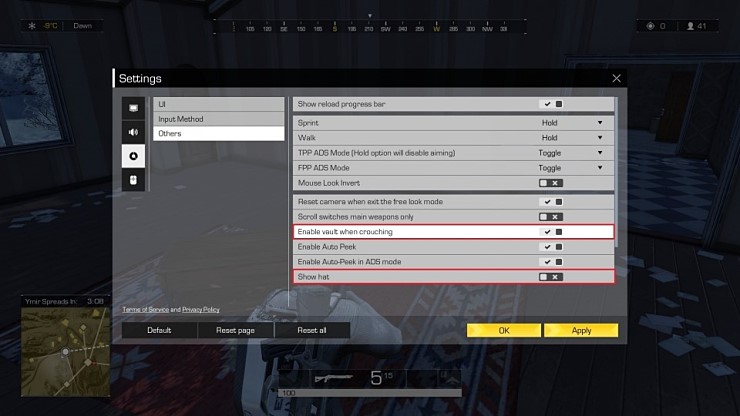 -9°C Dawn
105 120 SE 150 165 S 195 210 SW 240 255 W 285 300 NW 330
0 41
Settings
UI
Input Method
Others
Show reload progress bar
Sprint Hold
Walk Hold
TPP ADS Mode (Hold option will disable aiming) Toggle
FPP ADS Mode Toggle
Mouse Look Invert
Reset camera when exit the free look mode
Scroll switches main weapons only
Enable vault when crouching
Enable Auto Peek
Enable Auto-Peek in ADS mode
Show hat
Terms of Service and Privacy Policy
Default Reset page Reset all OK Apply
Ymir Spreads In: 3:08
5 15
100